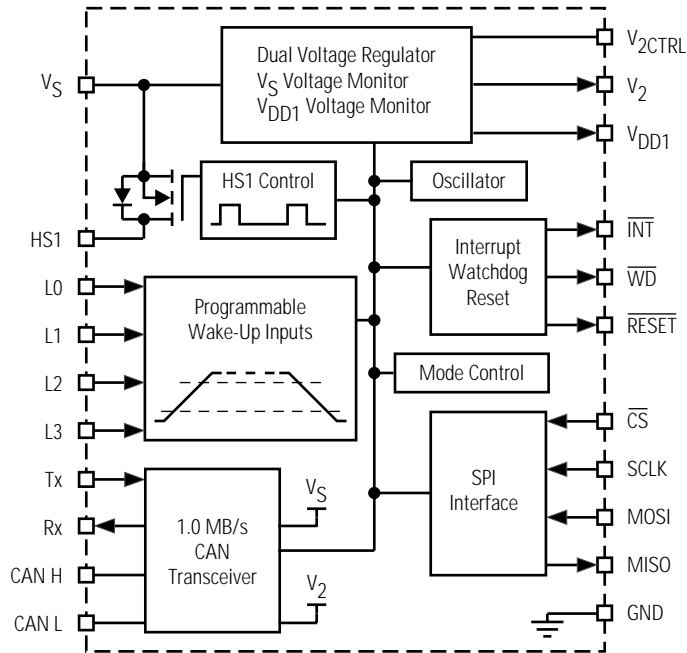 Dual Voltage Regulator
VS Voltage Monitor
VDD1 Voltage Monitor
V2CTRL
VS
V2
VDD1
HS1 Control
Oscillator
HS1
INT
Interrupt
Watchdog
Reset
WD
RESET
L0
L1
L2
L3
Programmable
Wake-Up Inputs
Mode Control
CS
SCLK
MOSI
MISO
SPI
Interface
Tx
Rx
CAN H
CAN L
1.0 MB/s
CAN
Transceiver
VS
V2
GND